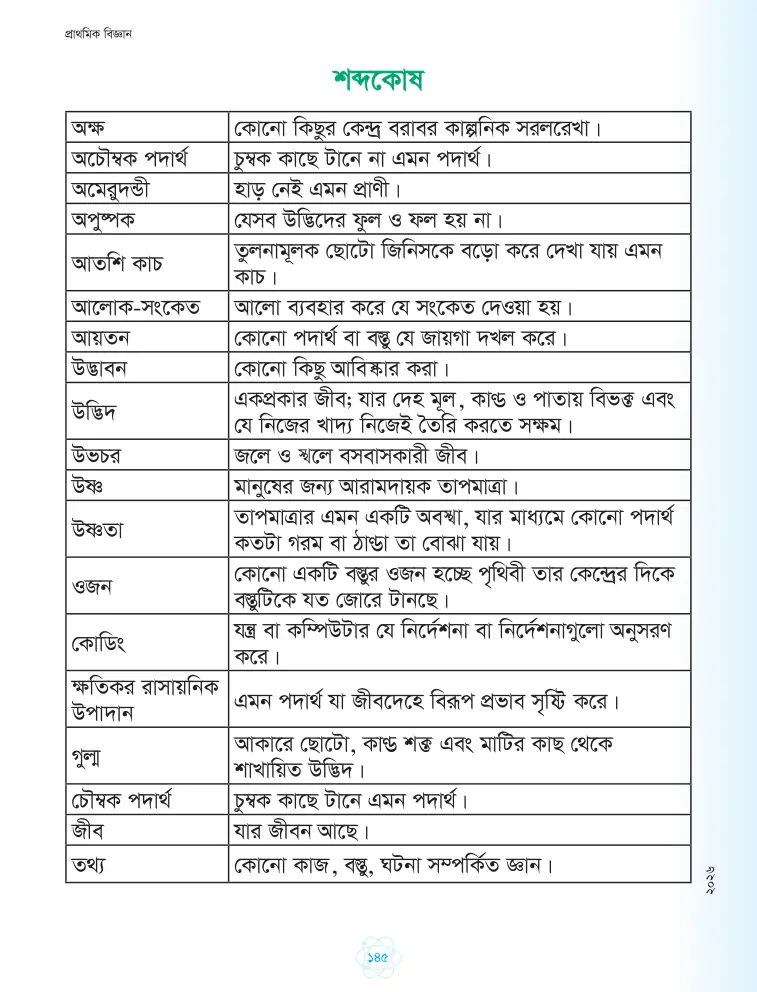 প্রাথমিক বিজ্ঞান
শব্দকোষ
অক্ষ কোনো কিছুর কেন্দ্র বরাবর কাল্পনিক সরলরেখা।
অচৌম্বক পদার্থ চুম্বক কাছে টানে না এমন পদার্থ।
অমেরুদন্ডী হাড় নেই এমন প্রাণী।
অপুষ্পক যেসব উদ্ভিদের ফুল ও ফল হয় না।
আতশি কাচ তুলনামূলক ছোটো জিনিসকে বড়ো করে দেখা যায় এমন
কাচ।
আলোক-সংকেত আলো ব্যবহার করে যে সংকেত দেওয়া হয়।
আয়তন কোনো পদার্থ বা বস্তু যে জায়গা দখল করে।
উদ্ভাবন কোনো কিছু আবিষ্কার করা।
উদ্ভিদ একপ্রকার জীব; যার দেহ মূল, কাণ্ড ও পাতায় বিভক্ত এবং
যে নিজের খাদ্য নিজেই তৈরি করতে সক্ষম।
উভচর জলে ও স্থলে বসবাসকারী জীব।
উষ্ণ মানুষের জন্য আরামদায়ক তাপমাত্রা।
উষ্ণতা তাপমাত্রার এমন একটি অবস্থা, যার মাধ্যমে কোনো পদার্থ
কতটা গরম বা ঠাণ্ডা তা বোঝা যায়।
ওজন কোনো একটি বস্তুর ওজন হচ্ছে পৃথিবী তার কেন্দ্রের দিকে
বস্তুটিকে যত জোরে টানছে।
কোডিং যন্ত্র বা কম্পিউটার যে নির্দেশনা বা নির্দেশনাগুলো অনুসরণ
করে।
ক্ষতিকর রাসায়নিক
উপাদান এমন পদার্থ যা জীবদেহে বিরূপ প্রভাব সৃষ্টি করে।
গুল্ম আকারে ছোটো, কাণ্ড শক্ত এবং মাটির কাছ থেকে
শাখায়িত উদ্ভিদ।
চৌম্বক পদার্থ চুম্বক কাছে টানে এমন পদার্থ।
জীব যার জীবন আছে।
তথ্য কোনো কাজ, বস্তু, ঘটনা সম্পর্কিত জ্ঞান।
২০২৬
১৪৫